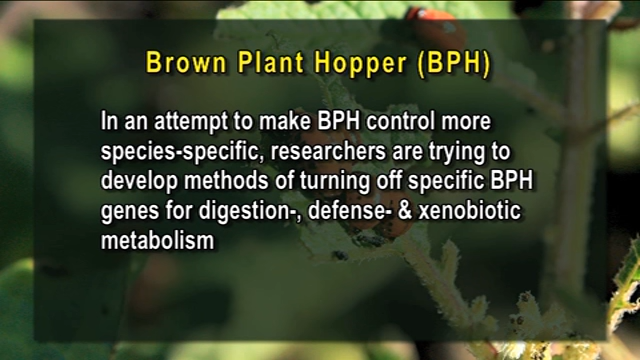 Brown Plant Hopper (BPH)
In an attempt to make BPH control more
species-specific, researchers are trying to
develop methods of turning off specific BPH
genes for digestion-, defense- & xenobiotic
metabolism